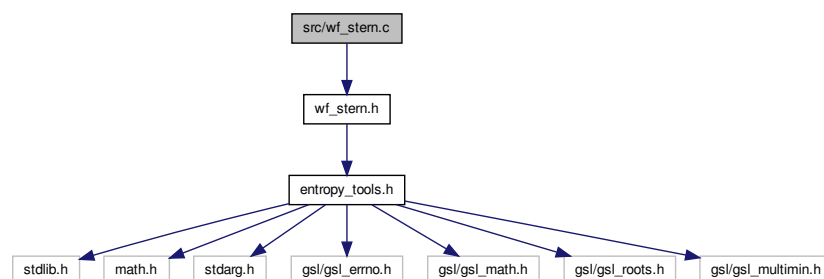 src/wf_stern.c
wf_stern.h
entropy_tools.h
stdlib.h
math.h
stdarg.h
gsl/gsl_errno.h
gsl/gsl_math.h
gsl/gsl_roots.h
gsl/gsl_multimin.h